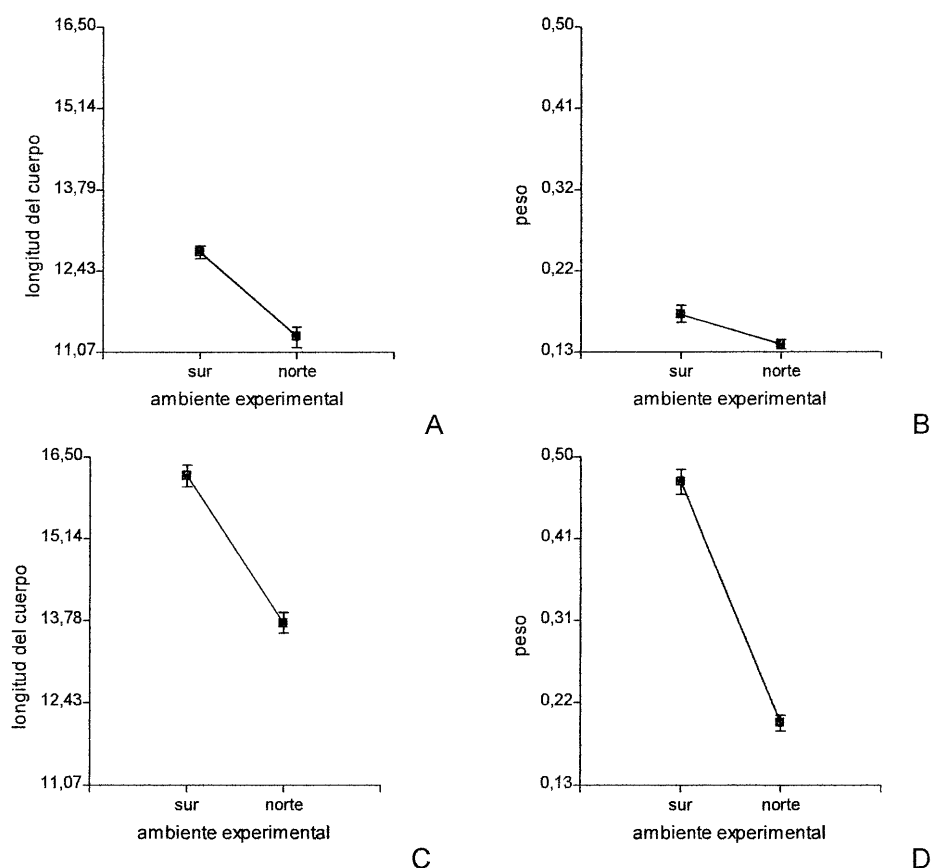 16,50
15,14
13,79
12,43
11,07
longitud del cuerpo
sur norte
ambiente experimental
A
0,50
0,41
0,32
0,22
0,13
peso
sur norte
ambiente experimental
B
16,50
15,14
13,78
12,43
11,07
longitud del cuerpo
sur norte
ambiente experimental
C
0,50
0,41
0,31
0,22
0,13
peso
sur norte
ambiente experimental
D